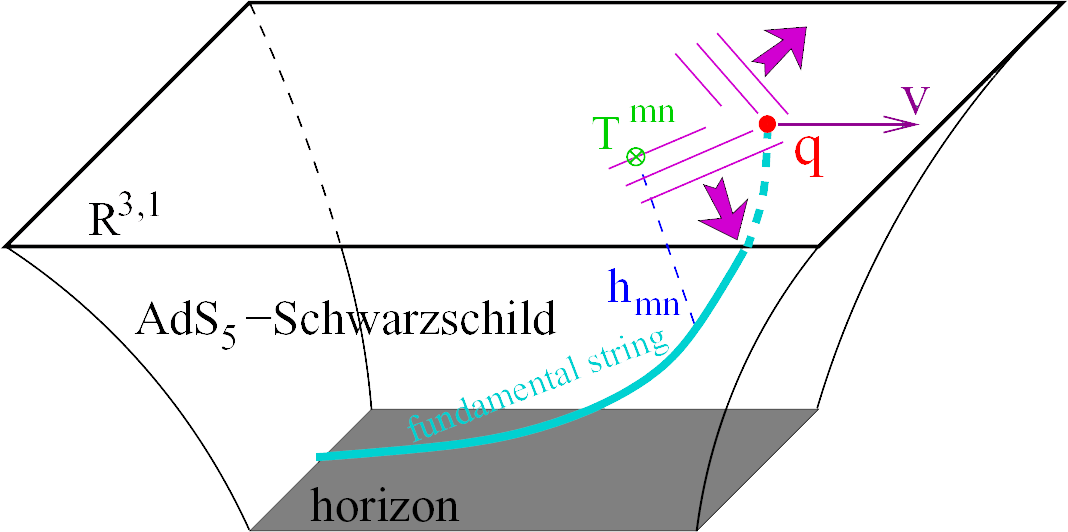 v
T^mn
q
R^3,1
h_mn
AdS_5−Schwarzschild
fundamental string
horizon